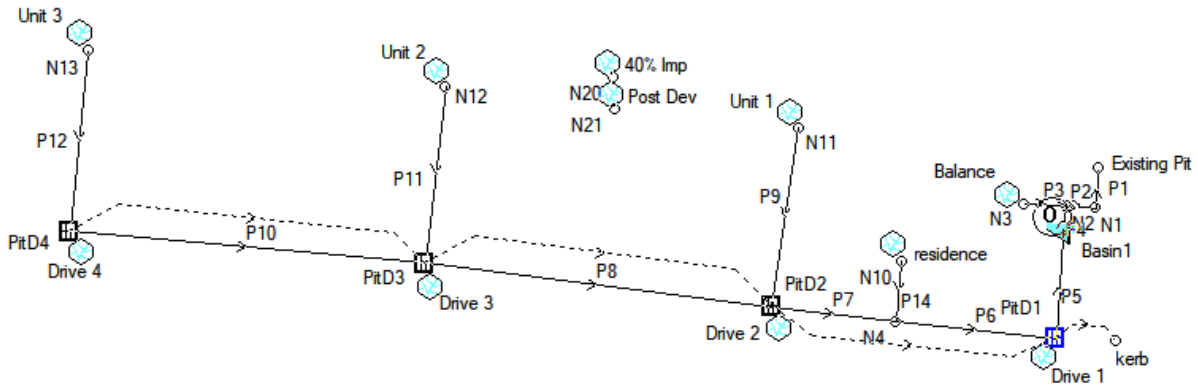 Unit 3
Unit 2
40% Imp
N13
N12
N20
Post Dev
Unit 1
N21
P12
N11
Existing Pit
P11
Balance
P3
P2
P1
P9
N3
O
N1
N2
PitD4
P10
residence
Basin1
Drive 4
PitD3
P8
N10
Drive 3
PitD2
P7
P14
PitD1
P5
P6
Drive 2
N4
kerb
Drive 1